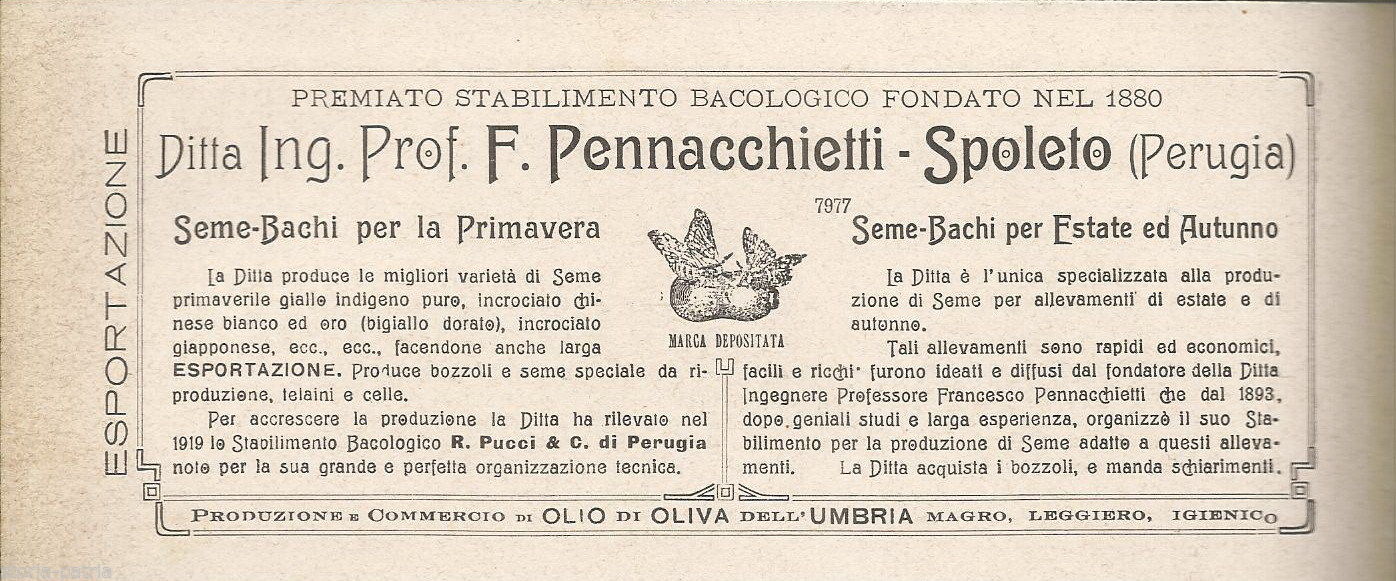 PREMIATO STABILIMENTO BACOLOGICO FONDATO NEL 1880
Ditta Ing. Prof. F. Pennacchietti - Spoleto (Perugia)
ESPORTAZIONE
Seme-Bachi per la Primavera
La Ditta produce le migliori varietà di Seme
primaverile giallo indigeno puro, incrociato chi-
nese bianco ed oro (bigiallo dorato), incrociato
giapponese, ecc., ecc., facendone anche larga
ESPORTAZIONE. Produce bozzoli e seme speciale da ri-
produzione, telaini e celle.
Per accrescere la produzione la Ditta ha rilevato nel
1919 lo Stabilimento Bacologico R. Pucci & C. di Perugia
noto per la sua grande e perfetta organizzazione tecnica.
MARCA DEPOSITATA
7977
Seme-Bachi per Estate ed Autunno
La Ditta è l'unica specializzata alla produ-
zione di Seme per allevamenti di estate e di
autunno.
Tali allevamenti sono rapidi ed economici,
facili e ricchi furono ideati e diffusi dal fondatore della Ditta
Ingegnere Professore Francesco Pennacchietti che dal 1893,
dopo geniali studi e larga esperienza, organizzò il suo Sta-
bilimento per la produzione di Seme adatto a questi alleva-
menti. La Ditta acquista i bozzoli, e manda schiarimenti.
PRODUZIONE E COMMERCIO DI OLIO DI OLIVA DELL'UMBRIA MAGRO, LEGGIERO, IGIENICO